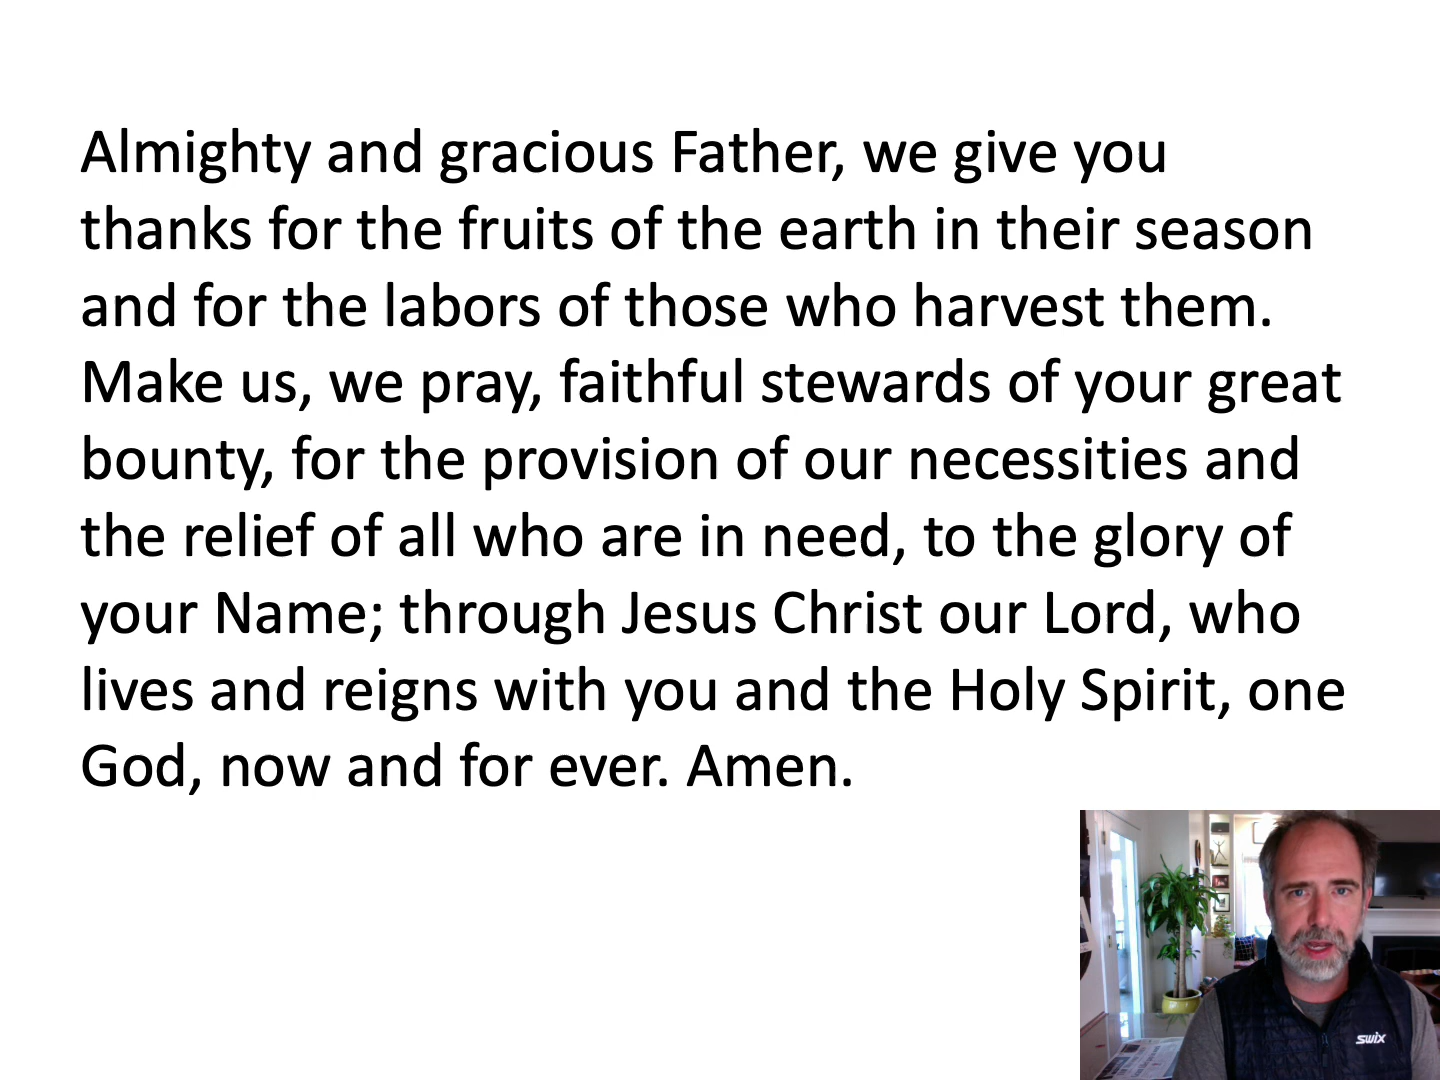 Almighty and gracious Father, we give you
thanks for the fruits of the earth in their season
and for the labors of those who harvest them.
Make us, we pray, faithful stewards of your great
bounty, for the provision of our necessities and
the relief of all who are in need, to the glory of
your Name; through Jesus Christ our Lord, who
lives and reigns with you and the Holy Spirit, one
God, now and for ever. Amen.
swix